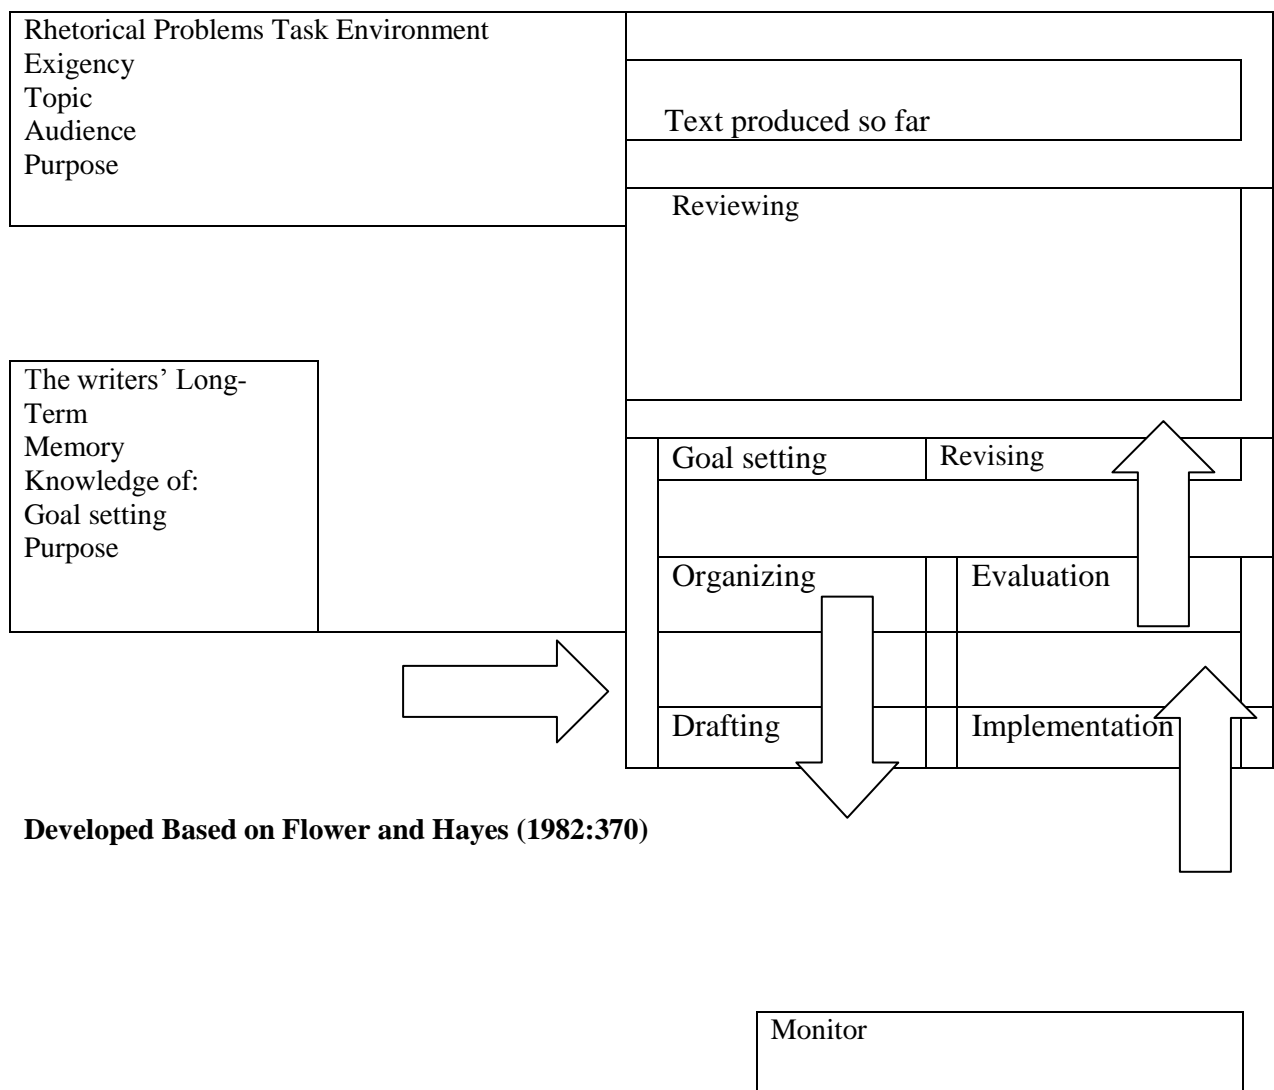 Rhetorical Problems Task Environment
Exigency
Topic
Audience
Purpose
Text produced so far
Reviewing
The writers’ Long-
Term
Memory
Knowledge of:
Goal setting
Purpose
Goal setting
Revising
Organizing
Evaluation
Drafting
Implementation
Developed Based on Flower and Hayes (1982:370)
Monitor